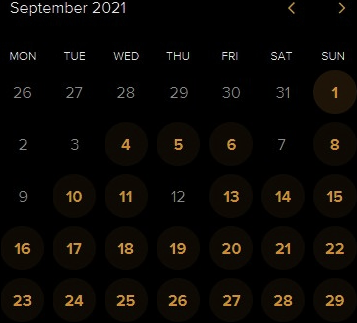 September 2021 < >
MON TUE WED THU FRI SAT SUN
26 27 28 29 30 31 1
2 3 4 5 6 7 8
9 10 11 12 13 14 15
16 17 18 19 20 21 22
23 24 25 26 27 28 29